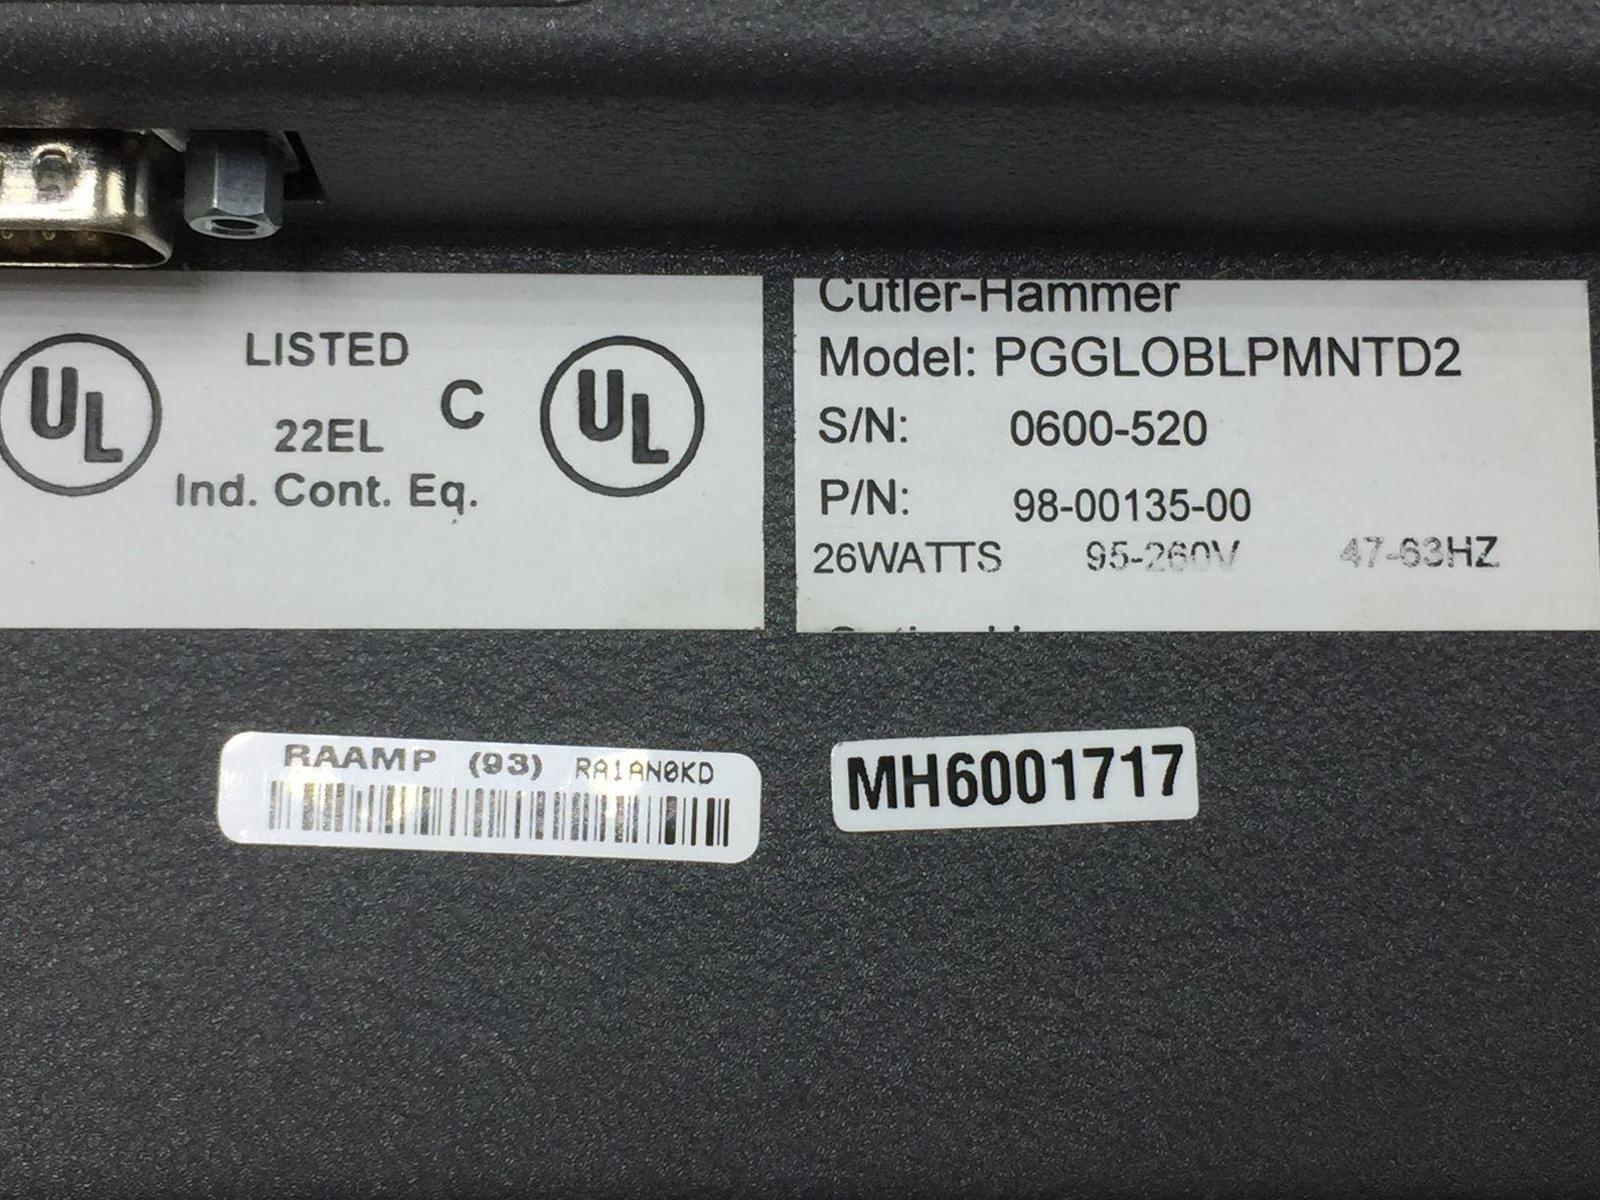 UL
LISTED
22EL
Ind. Cont. Eq.
C
UL
Cutler-Hammer
Model: PGGLOBLPMNTD2
S/N: 0600-520
P/N: 98-00135-00
26WATTS 95-260V 47-63HZ
RAAMP (93) RA1AN0KD
MH6001717